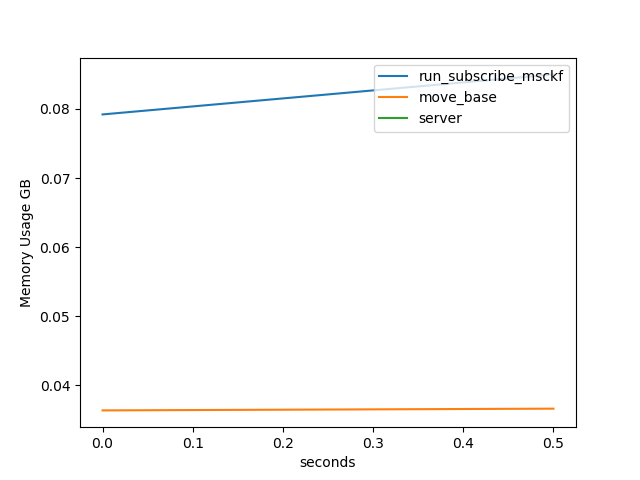 run_subscribe_msckf
move_base
server
0.08
0.07
0.06
0.05
0.04
Memory Usage GB
0.0 0.1 0.2 0.3 0.4 0.5
seconds